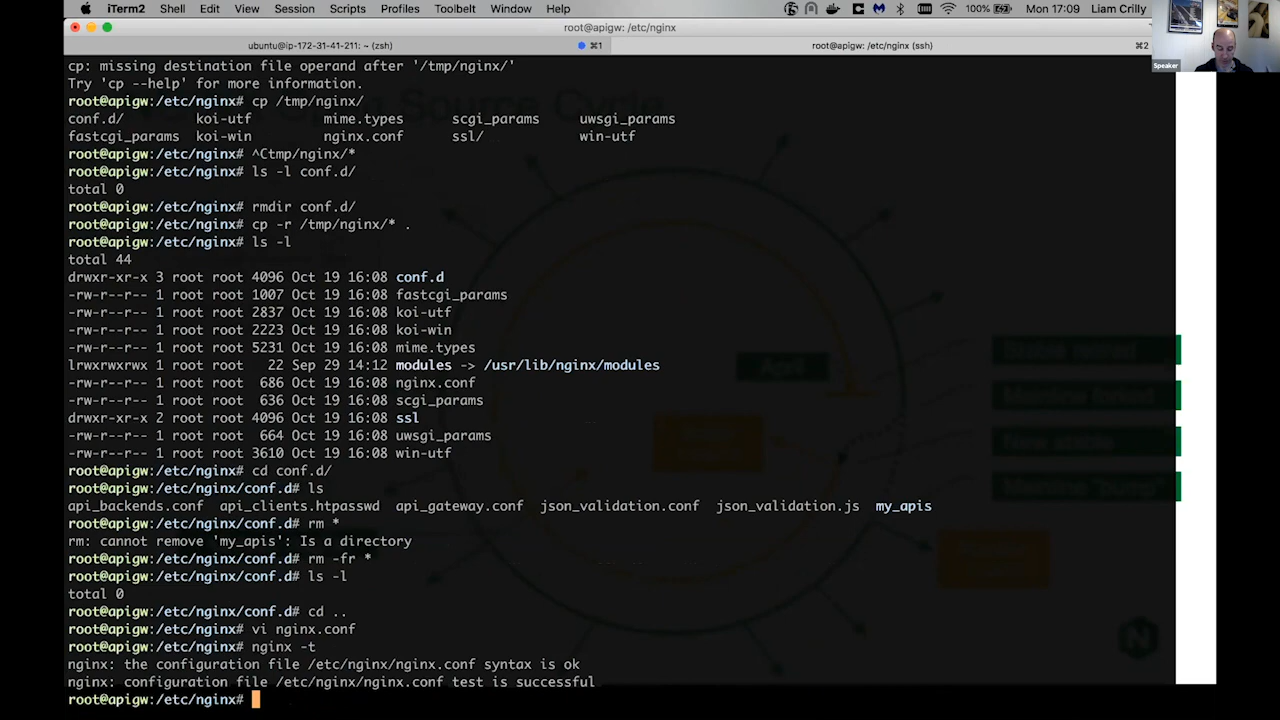 iTerm2 Shell Edit View Session Scripts Profiles Toolbelt Window Help 100% Mon 17:09 Liam Crilly
root@apigw: /etc/nginx
ubuntu@ip-172-31-41-211: ~ (zsh) ⌘1 root@apigw: /etc/nginx (ssh) ⌘2
Speaker
cp: missing destination file operand after '/tmp/nginx/'
Try 'cp --help' for more information.
root@apigw:/etc/nginx# cp /tmp/nginx/
conf.d/ koi-utf mime.types scgi_params uwsgi_params
fastcgi_params koi-win nginx.conf ssl/ win-utf
root@apigw:/etc/nginx# ^Ctmp/nginx/*
root@apigw:/etc/nginx# ls -l conf.d/
total 0
root@apigw:/etc/nginx# rmdir conf.d/
root@apigw:/etc/nginx# cp -r /tmp/nginx/* .
root@apigw:/etc/nginx# ls -l
total 44
drwxr-xr-x 3 root root 4096 Oct 19 16:08 conf.d
-rw-r--r-- 1 root root 1007 Oct 19 16:08 fastcgi_params
-rw-r--r-- 1 root root 2837 Oct 19 16:08 koi-utf
-rw-r--r-- 1 root root 2223 Oct 19 16:08 koi-win
-rw-r--r-- 1 root root 5231 Oct 19 16:08 mime.types
lrwxrwxrwx 1 root root 22 Sep 29 14:12 modules -> /usr/lib/nginx/modules
-rw-r--r-- 1 root root 686 Oct 19 16:08 nginx.conf
-rw-r--r-- 1 root root 636 Oct 19 16:08 scgi_params
drwxr-xr-x 2 root root 4096 Oct 19 16:08 ssl
-rw-r--r-- 1 root root 664 Oct 19 16:08 uwsgi_params
-rw-r--r-- 1 root root 3610 Oct 19 16:08 win-utf
root@apigw:/etc/nginx# cd conf.d/
root@apigw:/etc/nginx/conf.d# ls
api_backends.conf api_clients.htpasswd api_gateway.conf json_validation.conf json_validation.js my_apis
root@apigw:/etc/nginx/conf.d# rm *
rm: cannot remove 'my_apis': Is a directory
root@apigw:/etc/nginx/conf.d# rm -fr *
root@apigw:/etc/nginx/conf.d# ls -l
total 0
root@apigw:/etc/nginx/conf.d# cd ..
root@apigw:/etc/nginx# vi nginx.conf
root@apigw:/etc/nginx# nginx -t
nginx: the configuration file /etc/nginx/nginx.conf syntax is ok
nginx: configuration file /etc/nginx/nginx.conf test is successful
root@apigw:/etc/nginx#
April
Stable retired
Mainline forked
New stable
Mainline "bump"